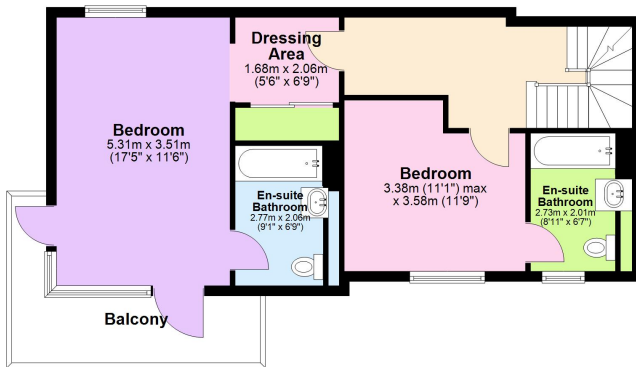 Dressing
Area
1.68m x 2.06m
(5'6" x 6'9")
Bedroom
5.31m x 3.51m
(17'5" x 11'6")
En-suite
Bathroom
2.77m x 2.06m
(9'1" x 6'9")
Bedroom
3.38m (11'1") max
x 3.58m (11'9")
En-suite
Bathroom
2.73m x 2.01m
(8'11" x 6'7")
Balcony